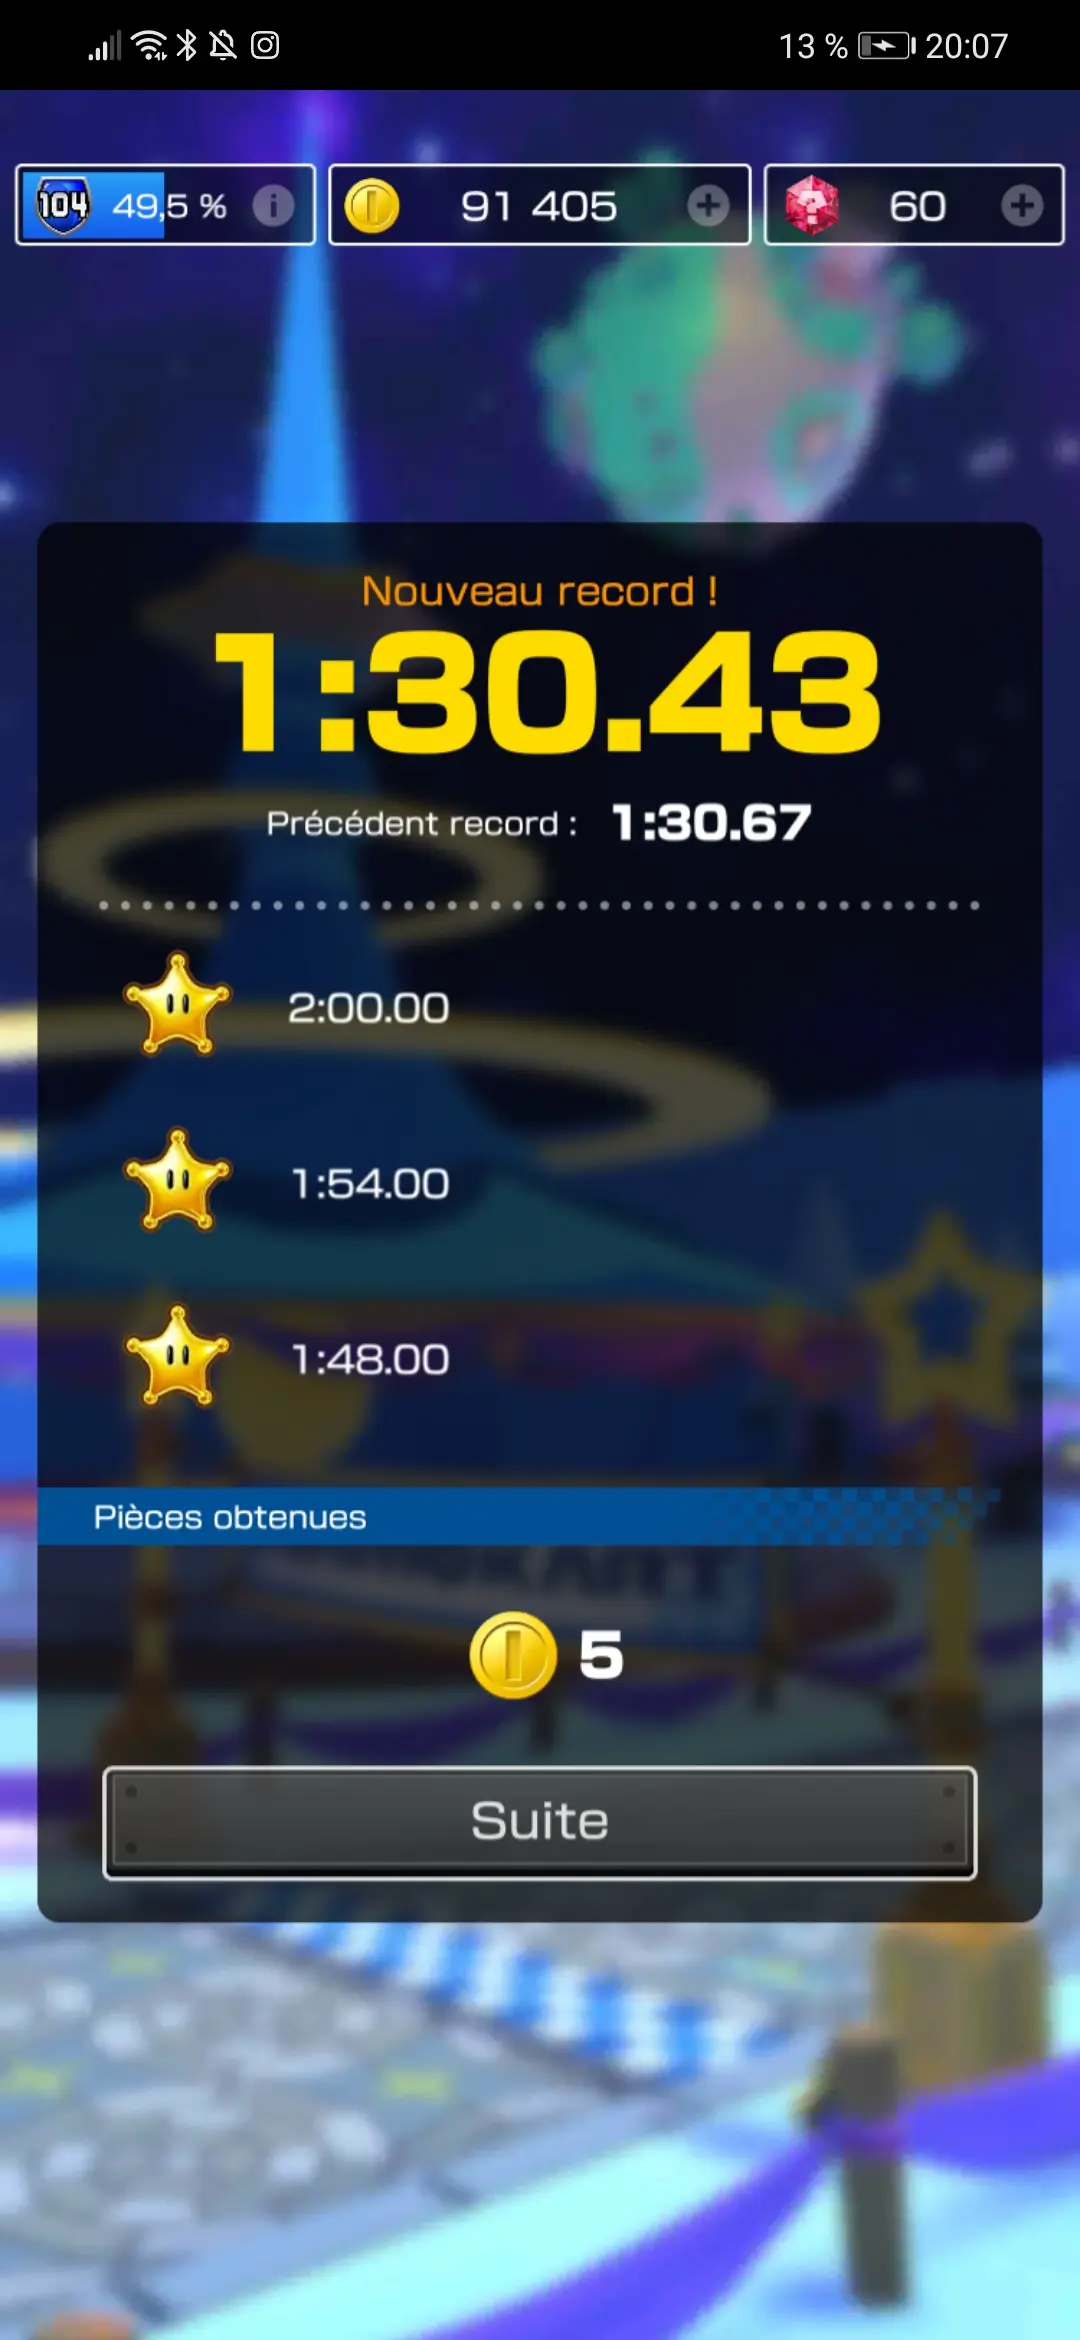 13 % 20:07
104 49,5 % i 91 405 + ? 60 +
Nouveau record !
1:30.43
Précédent record : 1:30.67
2:00.00
1:54.00
1:48.00
Pièces obtenues
5
Suite